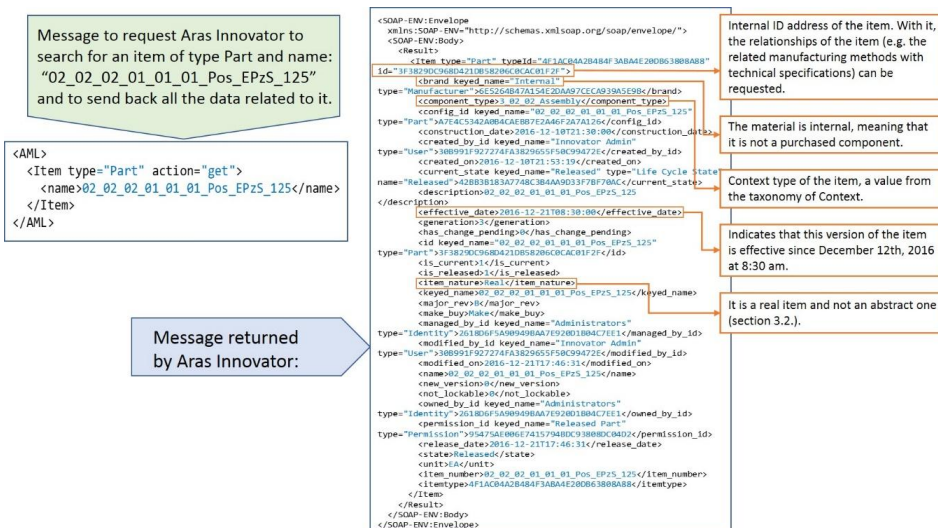 Message to request Aras Innovator to
search for an item of type Part and name:
“02_02_02_01_01_01_Pos_EPzS_125”
and to send back all the data related to it.
<AML>
<Item type="Part" action="get">
<name>02_02_02_01_01_01_Pos_EPzS_125</name>
</Item>
</AML>
Message returned
by Aras Innovator:
<SOAP-ENV:Envelope
xmlns:SOAP-ENV="http://schemas.xmlsoap.org/soap/envelope/">
<SOAP-ENV:Body>
<Result>
<Item type="Part" typeId="4F1AC04A2B484F3ABA4E20DB63808A88"
id="3F3829DC968D421DB58206C0CAC01F2F">
<brand keyed_name="Internal"
type="Manufacturer">6E5264B47A154E2DAA97CECA939A5E9B</brand>
<component_type>3_02_02_Assembly</component_type>
<config_id keyed_name="02_02_02_01_01_01_Pos_EPzS_125"
type="Part">A7E4C5342A0B4CAEBB7E2A46F2A7A126</config_id>
<construction_date>2016-12-10T21:30:00</construction_date>
<created_by_id keyed_name="Innovator Admin"
type="User">30B991F927274FA3829655F50C99472E</created_by_id>
<created_on>2016-12-10T21:53:19</created_on>
<current_state keyed_name="Released" type="Life Cycle State"
name="Released">42BB3B183A7748C3B4AA9D33F7BF70AC</current_state>
<description>02_02_02_01_01_01_Pos_EPzS_125
</description>
<effective_date>2016-12-21T08:30:00</effective_date>
<generation>3</generation>
<has_change_pending>0</has_change_pending>
<id keyed_name="02_02_02_01_01_01_Pos_EPzS_125"
type="Part">3F3829DC968D421DB58206C0CAC01F2F</id>
<is_current>1</is_current>
<is_released>1</is_released>
<item_nature>Real</item_nature>
<keyed_name>02_02_02_01_01_01_Pos_EPzS_125</keyed_name>
<major_rev>B</major_rev>
<make_buy>Make</make_buy>
<managed_by_id keyed_name="Administrators"
type="Identity">2618D6F5A90949BAA7E920D1B04C7EE1</managed_by_id>
<modified_by_id keyed_name="Innovator Admin"
type="User">30B991F927274FA3829655F50C99472E</modified_by_id>
<modified_on>2016-12-21T17:46:31</modified_on>
<name>02_02_02_01_01_01_Pos_EPzS_125</name>
<new_version>0</new_version>
<not_lockable>0</not_lockable>
<owned_by_id keyed_name="Administrators"
type="Identity">2618D6F5A90949BAA7E920D1B04C7EE1</owned_by_id>
<permission_id keyed_name="Released Part"
type="Permission">95475AE006E7415794BDC93808DC04D2</permission_id>
<release_date>2016-12-21T17:46:31</release_date>
<state>Released</state>
<unit>EA</unit>
<item_number>02_02_02_01_01_01_Pos_EPzS_125</item_number>
<itemtype>4F1AC04A2B484F3ABA4E20DB63808A88</itemtype>
</Item>
</Result>
</SOAP-ENV:Body>
</SOAP-ENV:Envelope>
Internal ID address of the item. With it,
the relationships of the item (e.g. the
related manufacturing methods with
technical specifications) can be
requested.
The material is internal, meaning that
it is not a purchased component.
Context type of the item, a value from
the taxonomy of Context.
Indicates that this version of the item
is effective since December 12th, 2016
at 8:30 am.
It is a real item and not an abstract one
(section 3.2.).